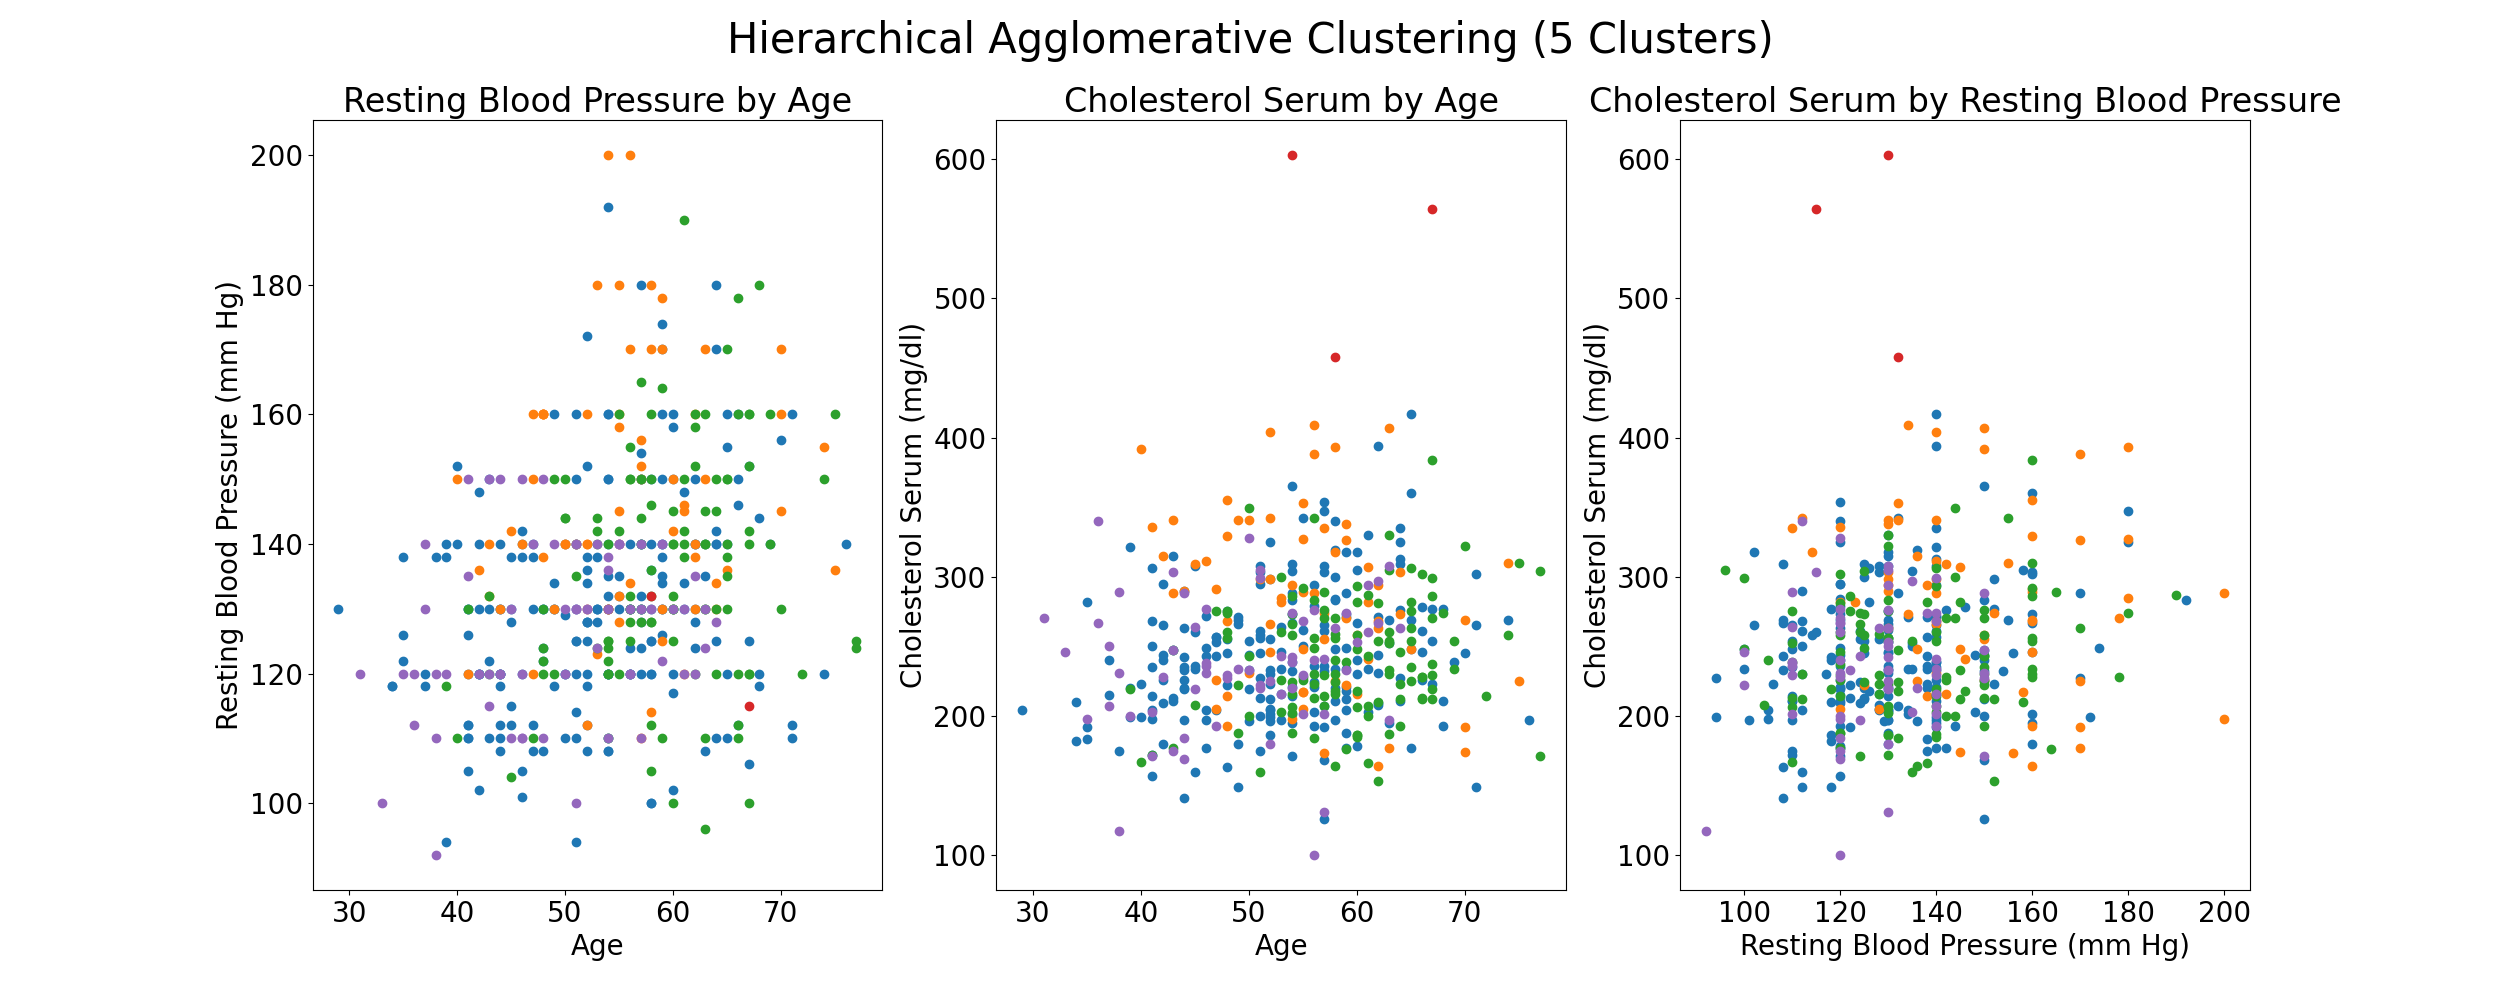 Hierarchical Agglomerative Clustering (5 Clusters)
Resting Blood Pressure by Age
Resting Blood Pressure (mm Hg)
200
180
160
140
120
100
30 40 50 60 70
Age
Cholesterol Serum by Age
Cholesterol Serum (mg/dl)
600
500
400
300
200
100
30 40 50 60 70
Age
Cholesterol Serum by Resting Blood Pressure
Cholesterol Serum (mg/dl)
600
500
400
300
200
100
100 120 140 160 180 200
Resting Blood Pressure (mm Hg)